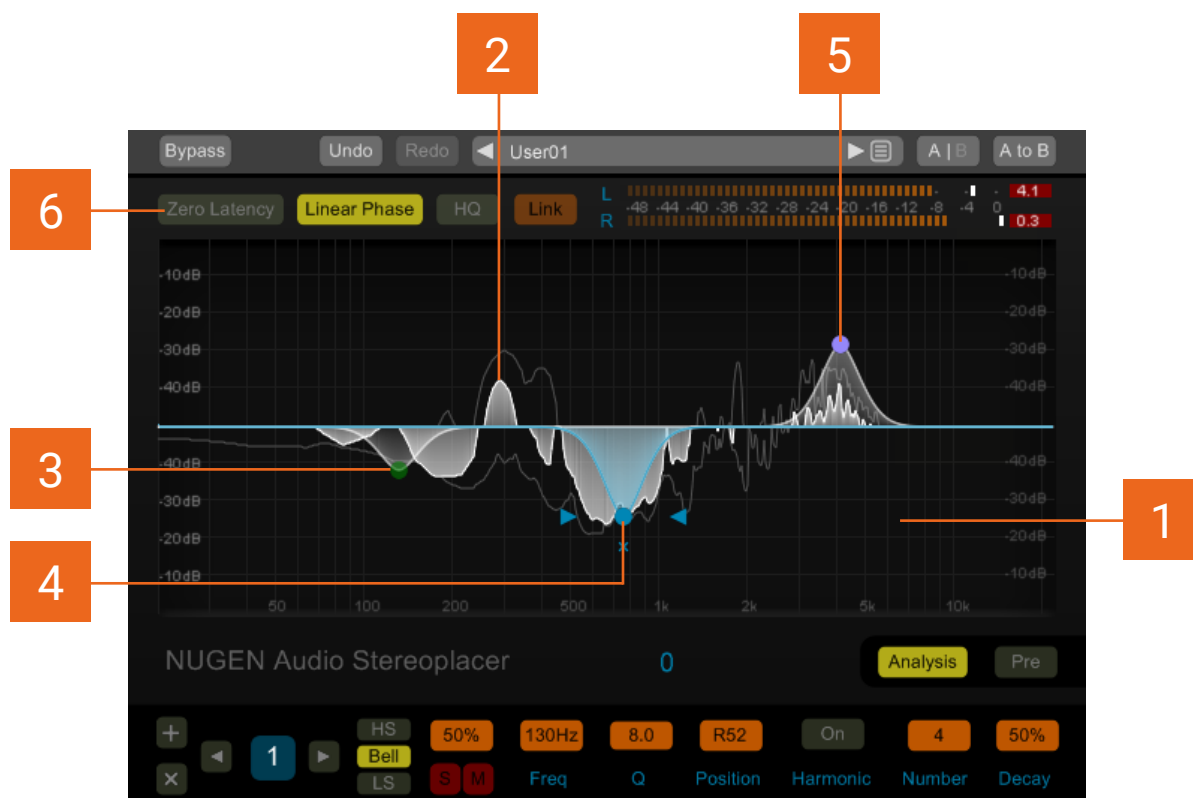 2
5
Bypass
Undo
Redo
User01
A | B
A to B
6
Zero Latency
Linear Phase
HQ
Link
L
-48 -44 -40 -36 -32 -28 -24 -20 -16 -12 -8 -4 0
R
4.1
0.3
-10dB
-10dB
-20dB
-20dB
-30dB
-30dB
-40dB
-40dB
3
-40dB
-40dB
-30dB
-30dB
1
-20dB
-20dB
4
-10dB
-10dB
50 100 200 500 1k 2k 5k 10k
NUGEN Audio Stereoplacer
0
Analysis
Pre
+
x
1
HS
Bell
LS
50%
S M
130Hz
Freq
8.0
Q
R52
Position
On
Harmonic
4
Number
50%
Decay